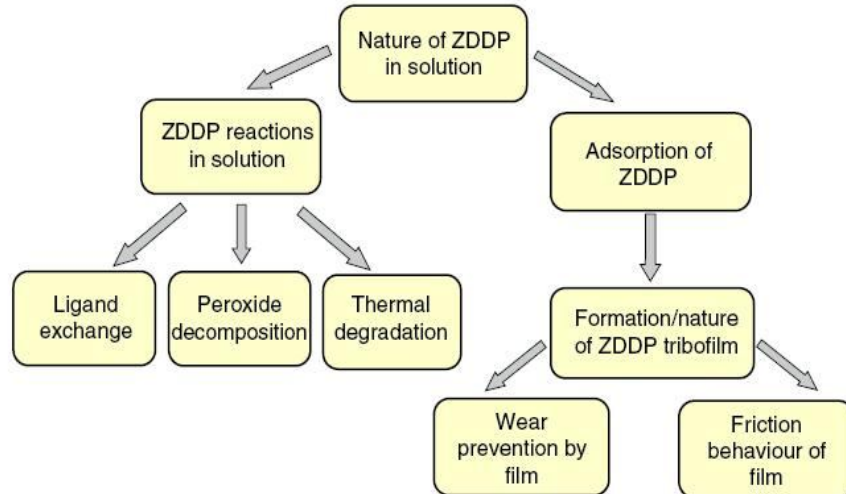 Nature of ZDDP
in solution
ZDDP reactions
in solution
Adsorption of
ZDDP
Ligand
exchange
Peroxide
decomposition
Thermal
degradation
Formation/nature
of ZDDP tribofilm
Wear
prevention by
film
Friction
behaviour of
film